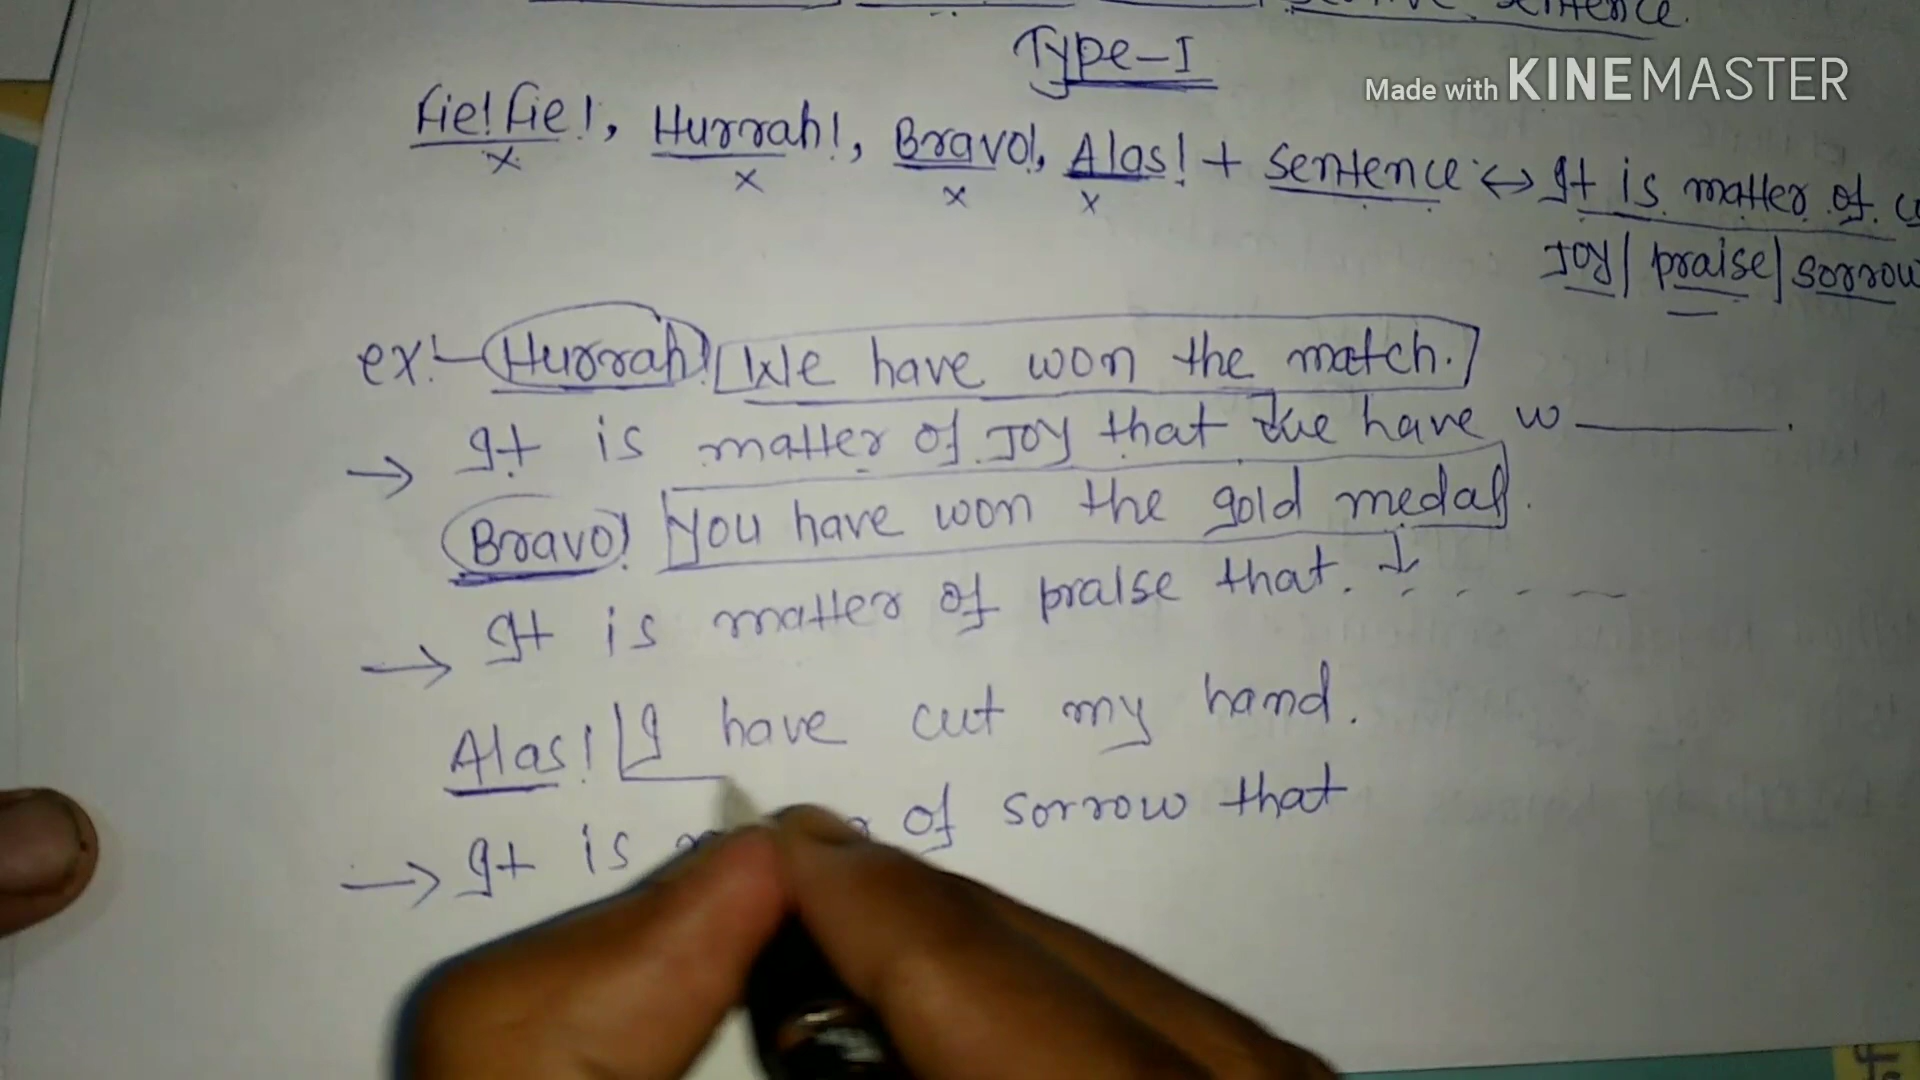 sentence.
Type-I
Made with KINEMASTER
Fie! Fie!, Hurrah!, Bravo!, Alas! + sentence ↔ It is matter of
x x x x
Joy| praise| sorrow
ex:- Hurrah! We have won the match.
→ It is matter of Joy that we have w______.
Bravo! You have won the gold medal.
→ It is matter of praise that. ↓ . - - - -
Alas! I have cut my hand.
→ It is of sorrow that